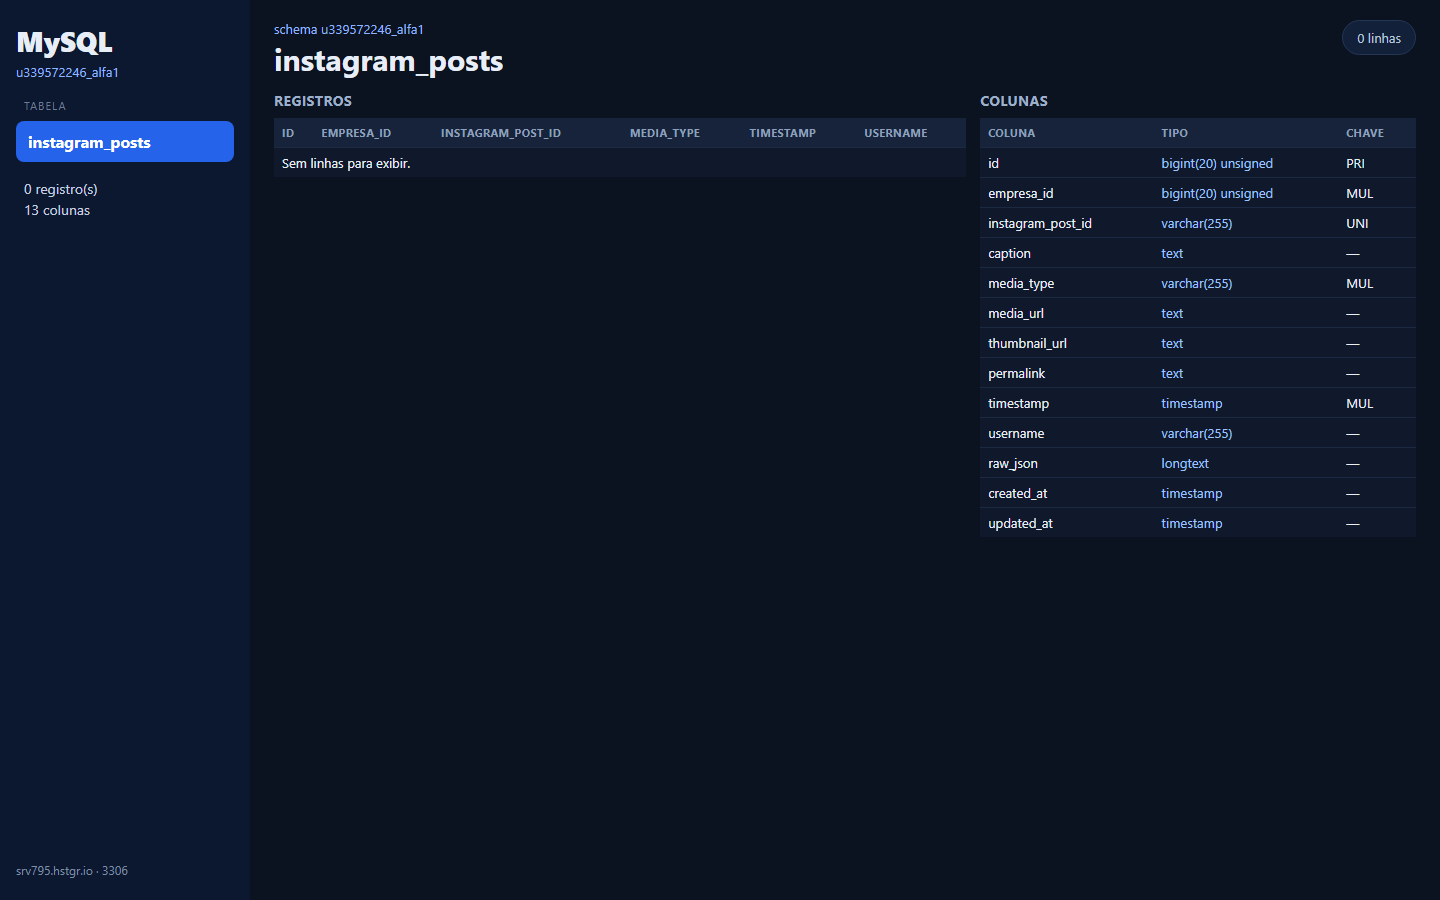 MySQL
u339572246_alfa1
TABELA
instagram_posts
0 registro(s)
13 colunas
srv795.hstgr.io · 3306
schema u339572246_alfa1
instagram_posts
0 linhas
REGISTROS
ID EMPRESA_ID INSTAGRAM_POST_ID MEDIA_TYPE TIMESTAMP USERNAME
Sem linhas para exibir.
COLUNAS
COLUNA TIPO CHAVE
id bigint(20) unsigned PRI
empresa_id bigint(20) unsigned MUL
instagram_post_id varchar(255) UNI
caption text —
media_type varchar(255) MUL
media_url text —
thumbnail_url text —
permalink text —
timestamp timestamp MUL
username varchar(255) —
raw_json longtext —
created_at timestamp —
updated_at timestamp —